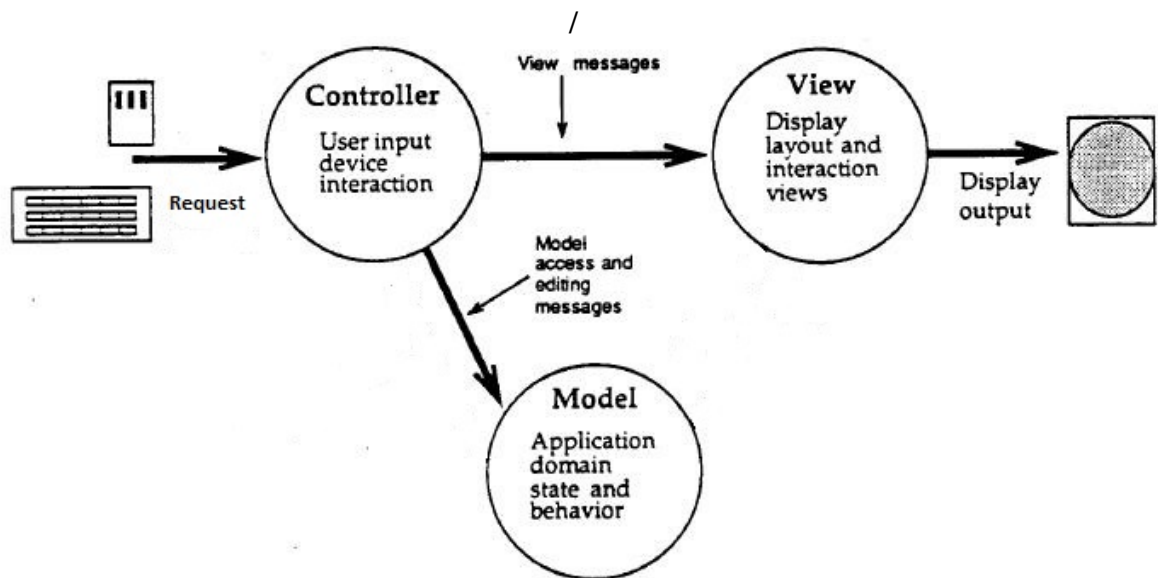 /
View messages
Controller
User input
device
interaction
View
Display
layout and
interaction
views
Request
Display
output
Model
access and
editing
messages
Model
Application
domain
state and
behavior